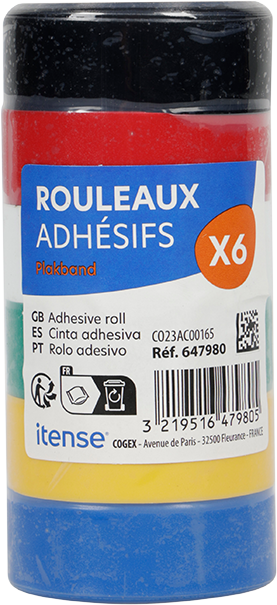 ROULEAUX
ADHÉSIFS
X6
Plakband
GB Adhesive roll
ES Cinta adhesiva
PT Rolo adesivo
CO23AC00165
Réf. 647980
FR
3 219516 479805
itense®
COGEX - Avenue de Paris - 32500 Fleurance - FRANCE